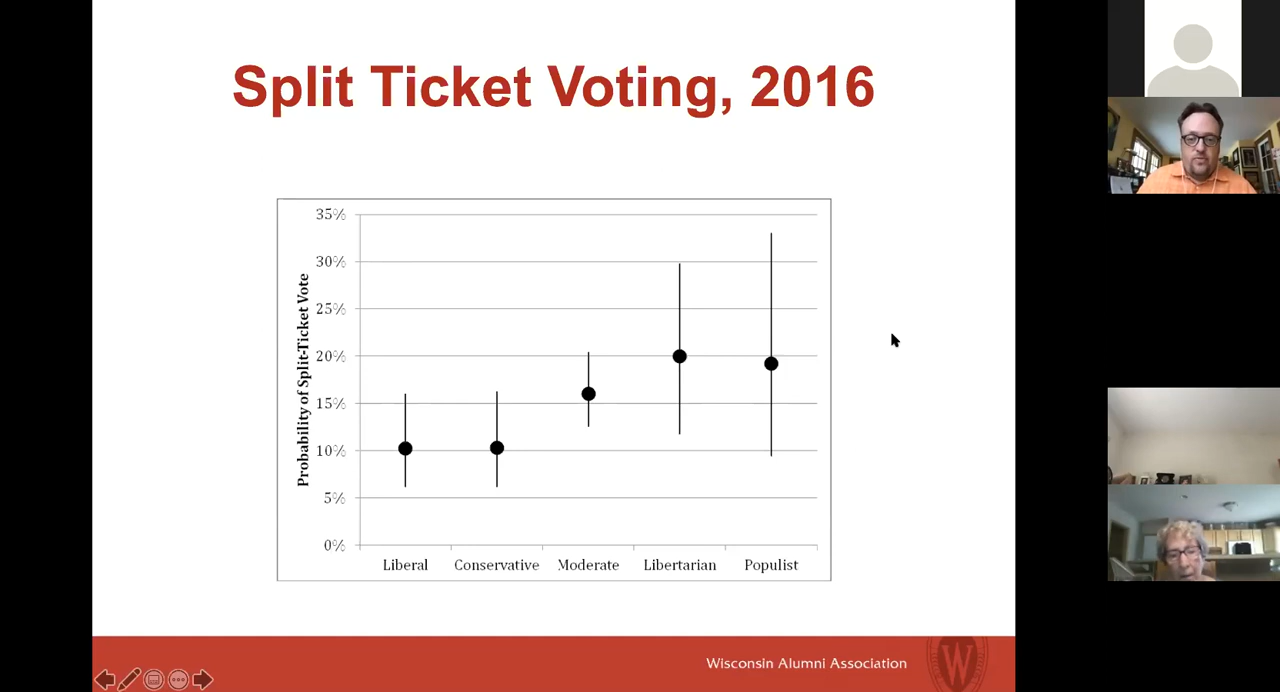 Split Ticket Voting, 2016
Probability of Split-Ticket Vote
35%
30%
25%
20%
15%
10%
5%
0%
Liberal
Conservative
Moderate
Libertarian
Populist
Wisconsin Alumni Association
W